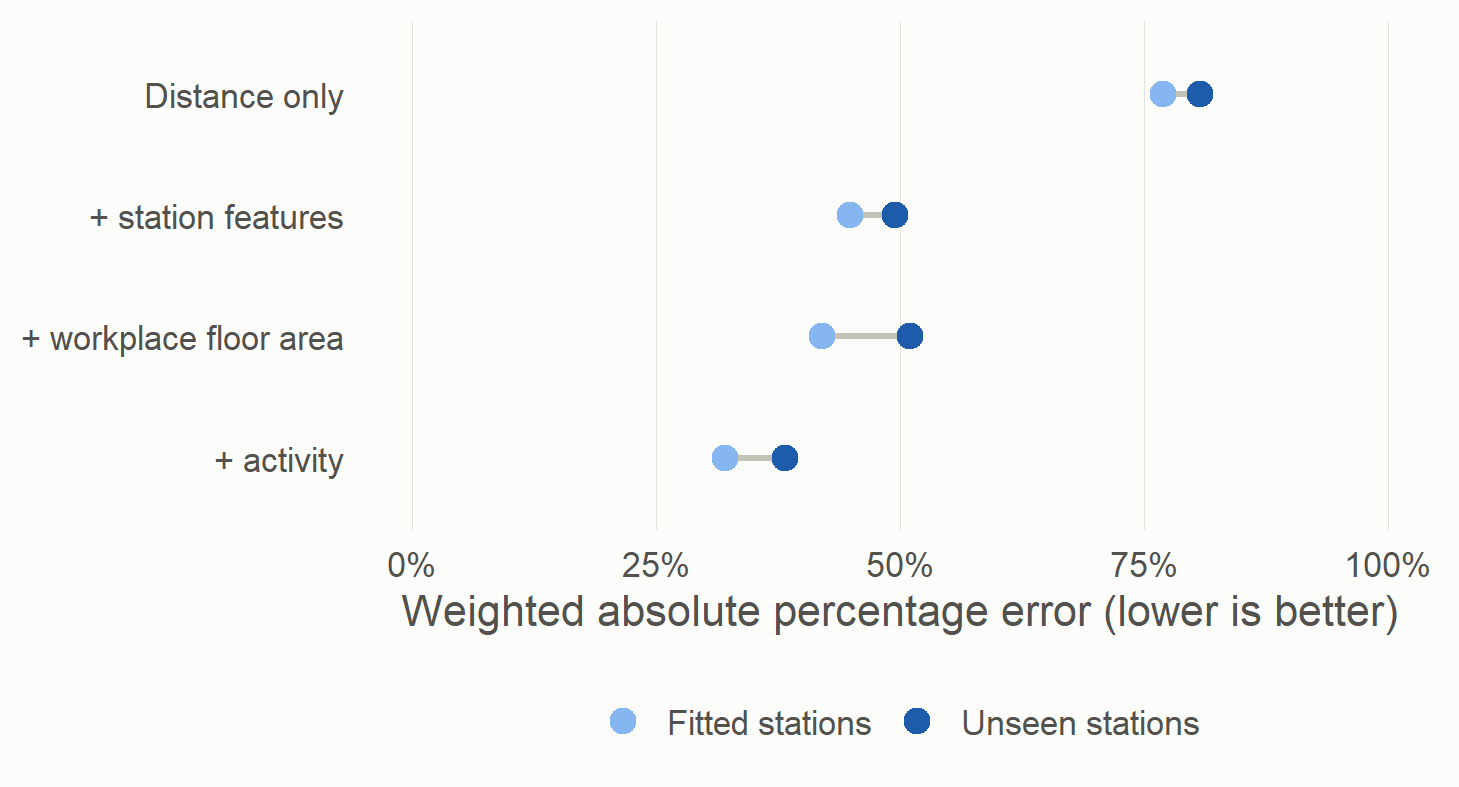 Distance only
+ station features
+ workplace floor area
+ activity
0% 25% 50% 75% 100%
Weighted absolute percentage error (lower is better)
Fitted stations Unseen stations